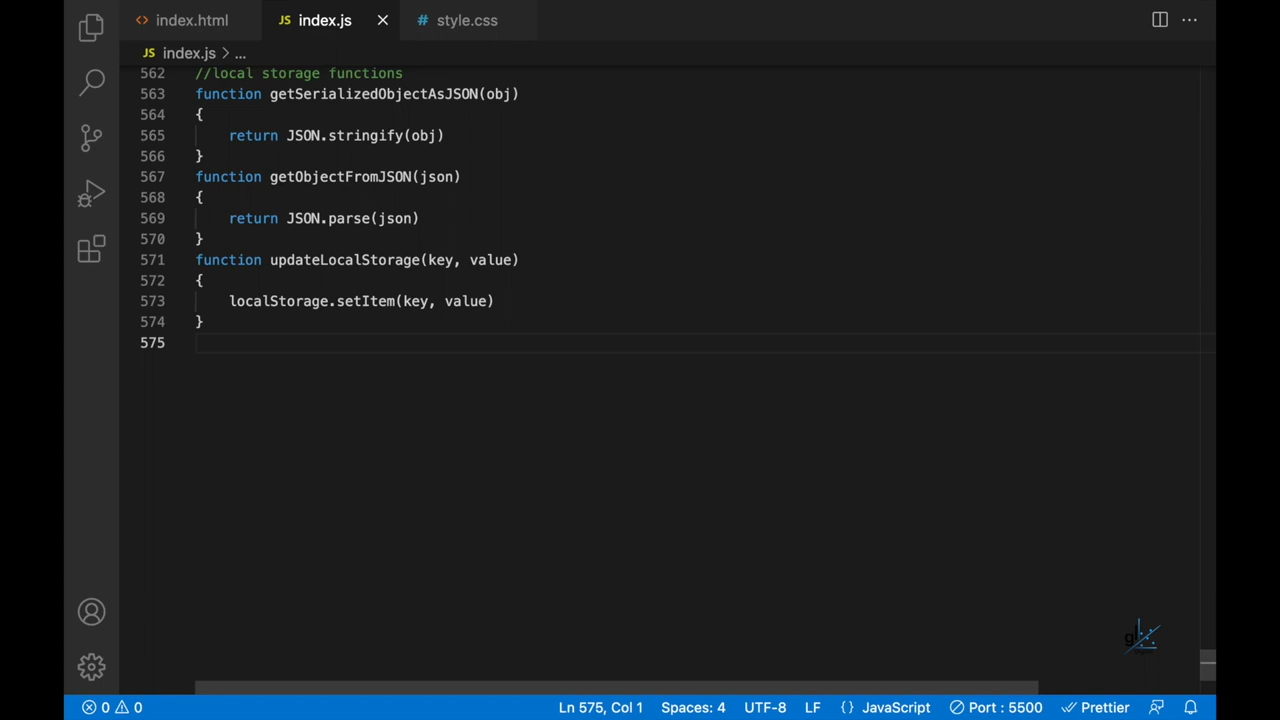 <> index.html JS index.js × # style.css ···
JS index.js > ...
562 //local storage functions
563 function getSerializedObjectAsJSON(obj)
564 {
565 return JSON.stringify(obj)
566 }
567 function getObjectFromJSON(json)
568 {
569 return JSON.parse(json)
570 }
571 function updateLocalStorage(key, value)
572 {
573 localStorage.setItem(key, value)
574 }
575
0 0 Ln 575, Col 1 Spaces: 4 UTF-8 LF {} JavaScript Port : 5500 Prettier